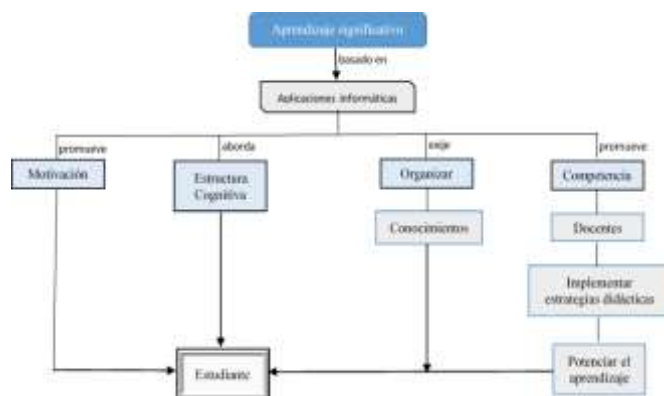 Aprendizaje significativo
basado en
Aplicaciones informáticas
promueve
aborda
exije
promueve
Motivación
Estructura
Cognitiva
Organizar
Competencia
Conocimientos
Docentes
Implementar
estrategias didácticas
Estudiante
Potenciar el
aprendizaje